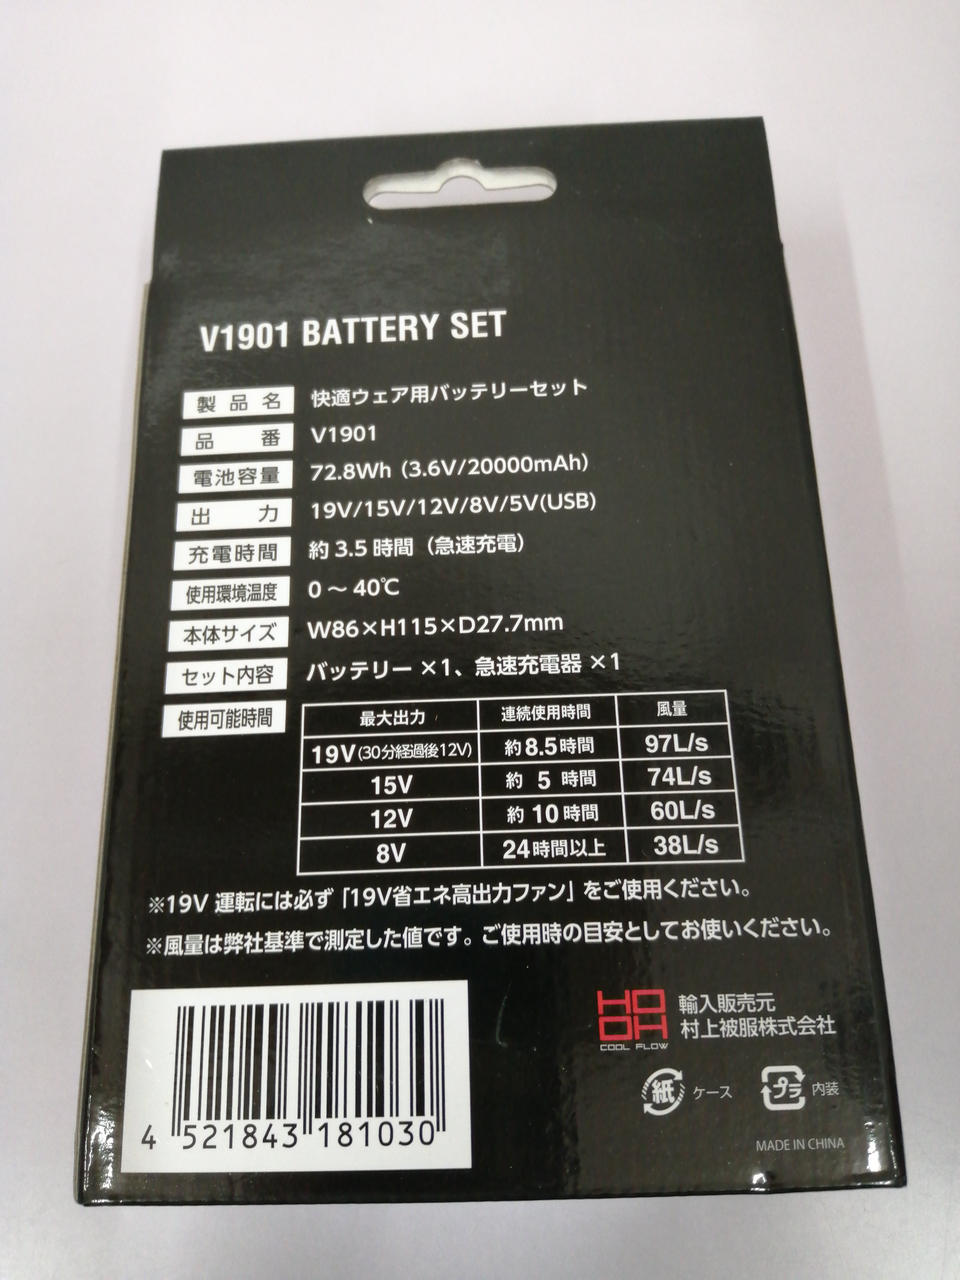 V1901 BATTERY SET
製品名 快適ウェア用バッテリーセット
品番 V1901
電池容量 72.8Wh（3.6V/20000mAh）
出力 19V/15V/12V/8V/5V(USB)
充電時間 約3.5時間（急速充電）
使用環境温度 0～40℃
本体サイズ W86×H115×D27.7mm
セット内容 バッテリー×1、急速充電器×1
使用可能時間 最大出力 連続使用時間 風量
19V(30分経過後12V) 約8.5時間 97L/s
15V 約5時間 74L/s
12V 約10時間 60L/s
8V 24時間以上 38L/s
※19V 運転には必ず「19V省エネ高出力ファン」をご使用ください。
※風量は弊社基準で測定した値です。ご使用時の目安としてお使いください。
HOOH COOL FLOW
輸入販売元
村上被服株式会社
紙 ケース プラ 内装
MADE IN CHINA
4 521843 181030